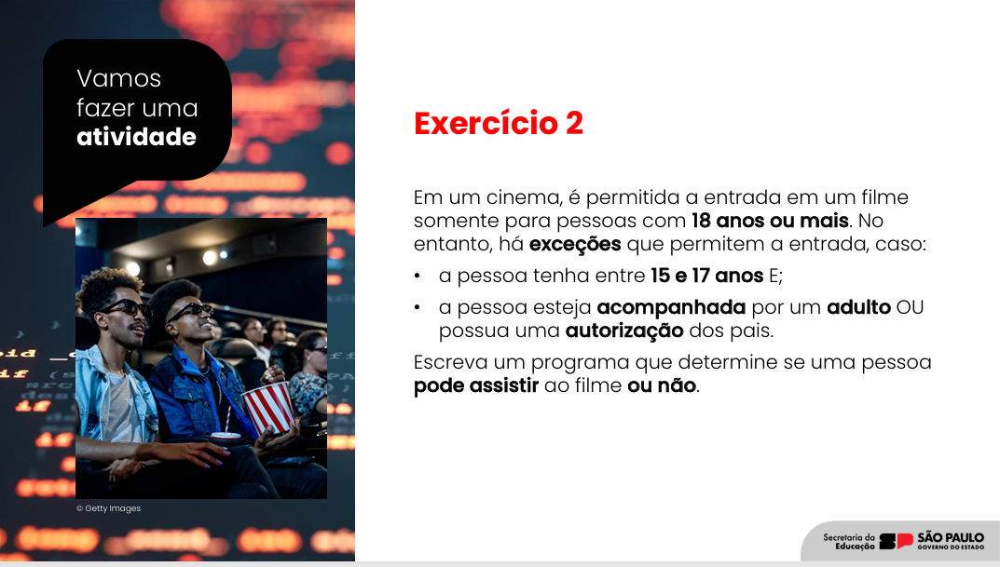 Vamos
fazer uma
atividade
Exercício 2
Em um cinema, é permitida a entrada em um filme
somente para pessoas com 18 anos ou mais. No
entanto, há exceções que permitem a entrada, caso:
• a pessoa tenha entre 15 e 17 anos E;
• a pessoa esteja acompanhada por um adulto OU
possua uma autorização dos pais.
Escreva um programa que determine se uma pessoa
pode assistir ao filme ou não.
if
if
if
© Getty Images
Secretaria da
Educação
SP
SÃO PAULO
GOVERNO DO ESTADO